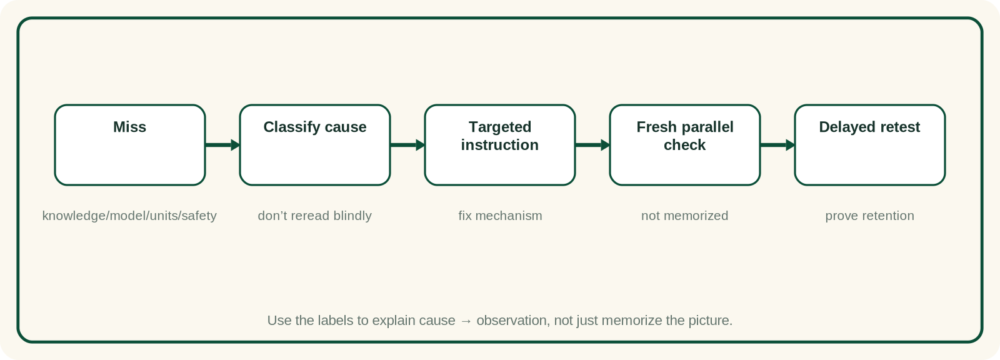 Miss
Classify cause
Targeted
instruction
Fresh parallel
check
Delayed retest
knowledge/model/units/safety
don’t reread blindly
fix mechanism
not memorized
prove retention
Use the labels to explain cause → observation, not just memorize the picture.